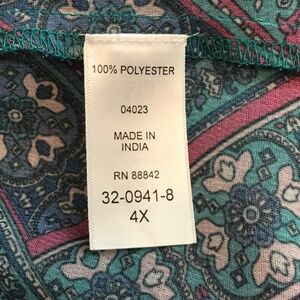 100% POLYESTER
04023
MADE IN
INDIA
RN 88842
32-0941-8
4X